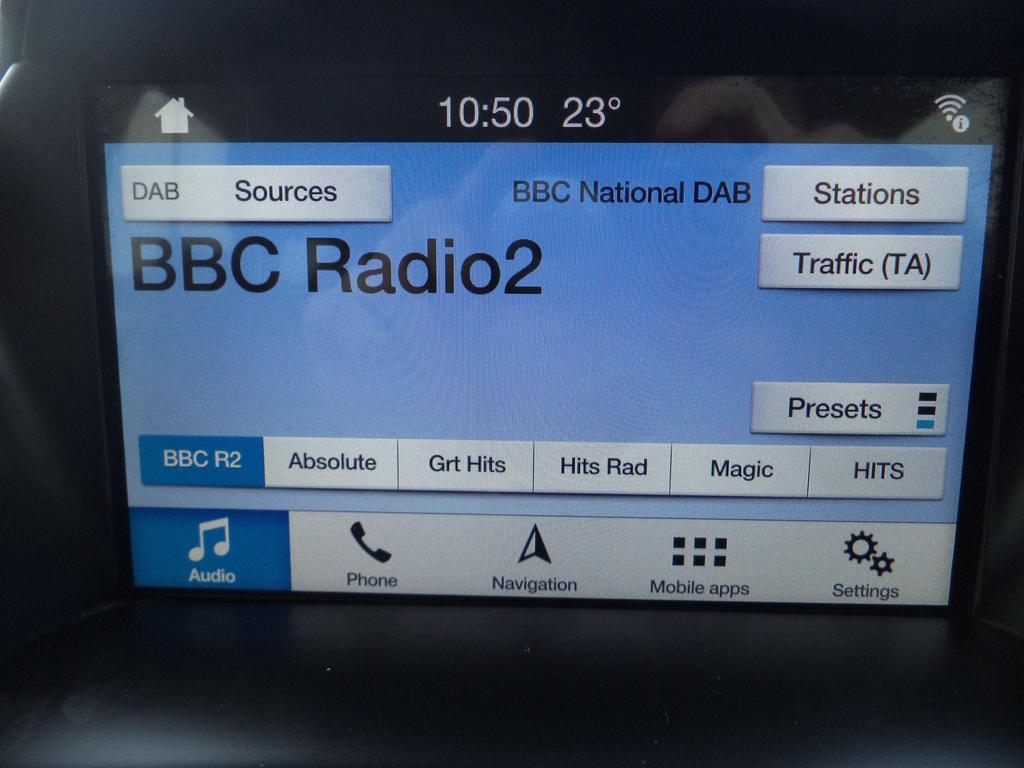 10:50 23°
DAB Sources BBC National DAB Stations
BBC Radio2
Traffic (TA)
Presets
BBC R2 Absolute Grt Hits Hits Rad Magic HITS
Audio Phone Navigation Mobile apps Settings